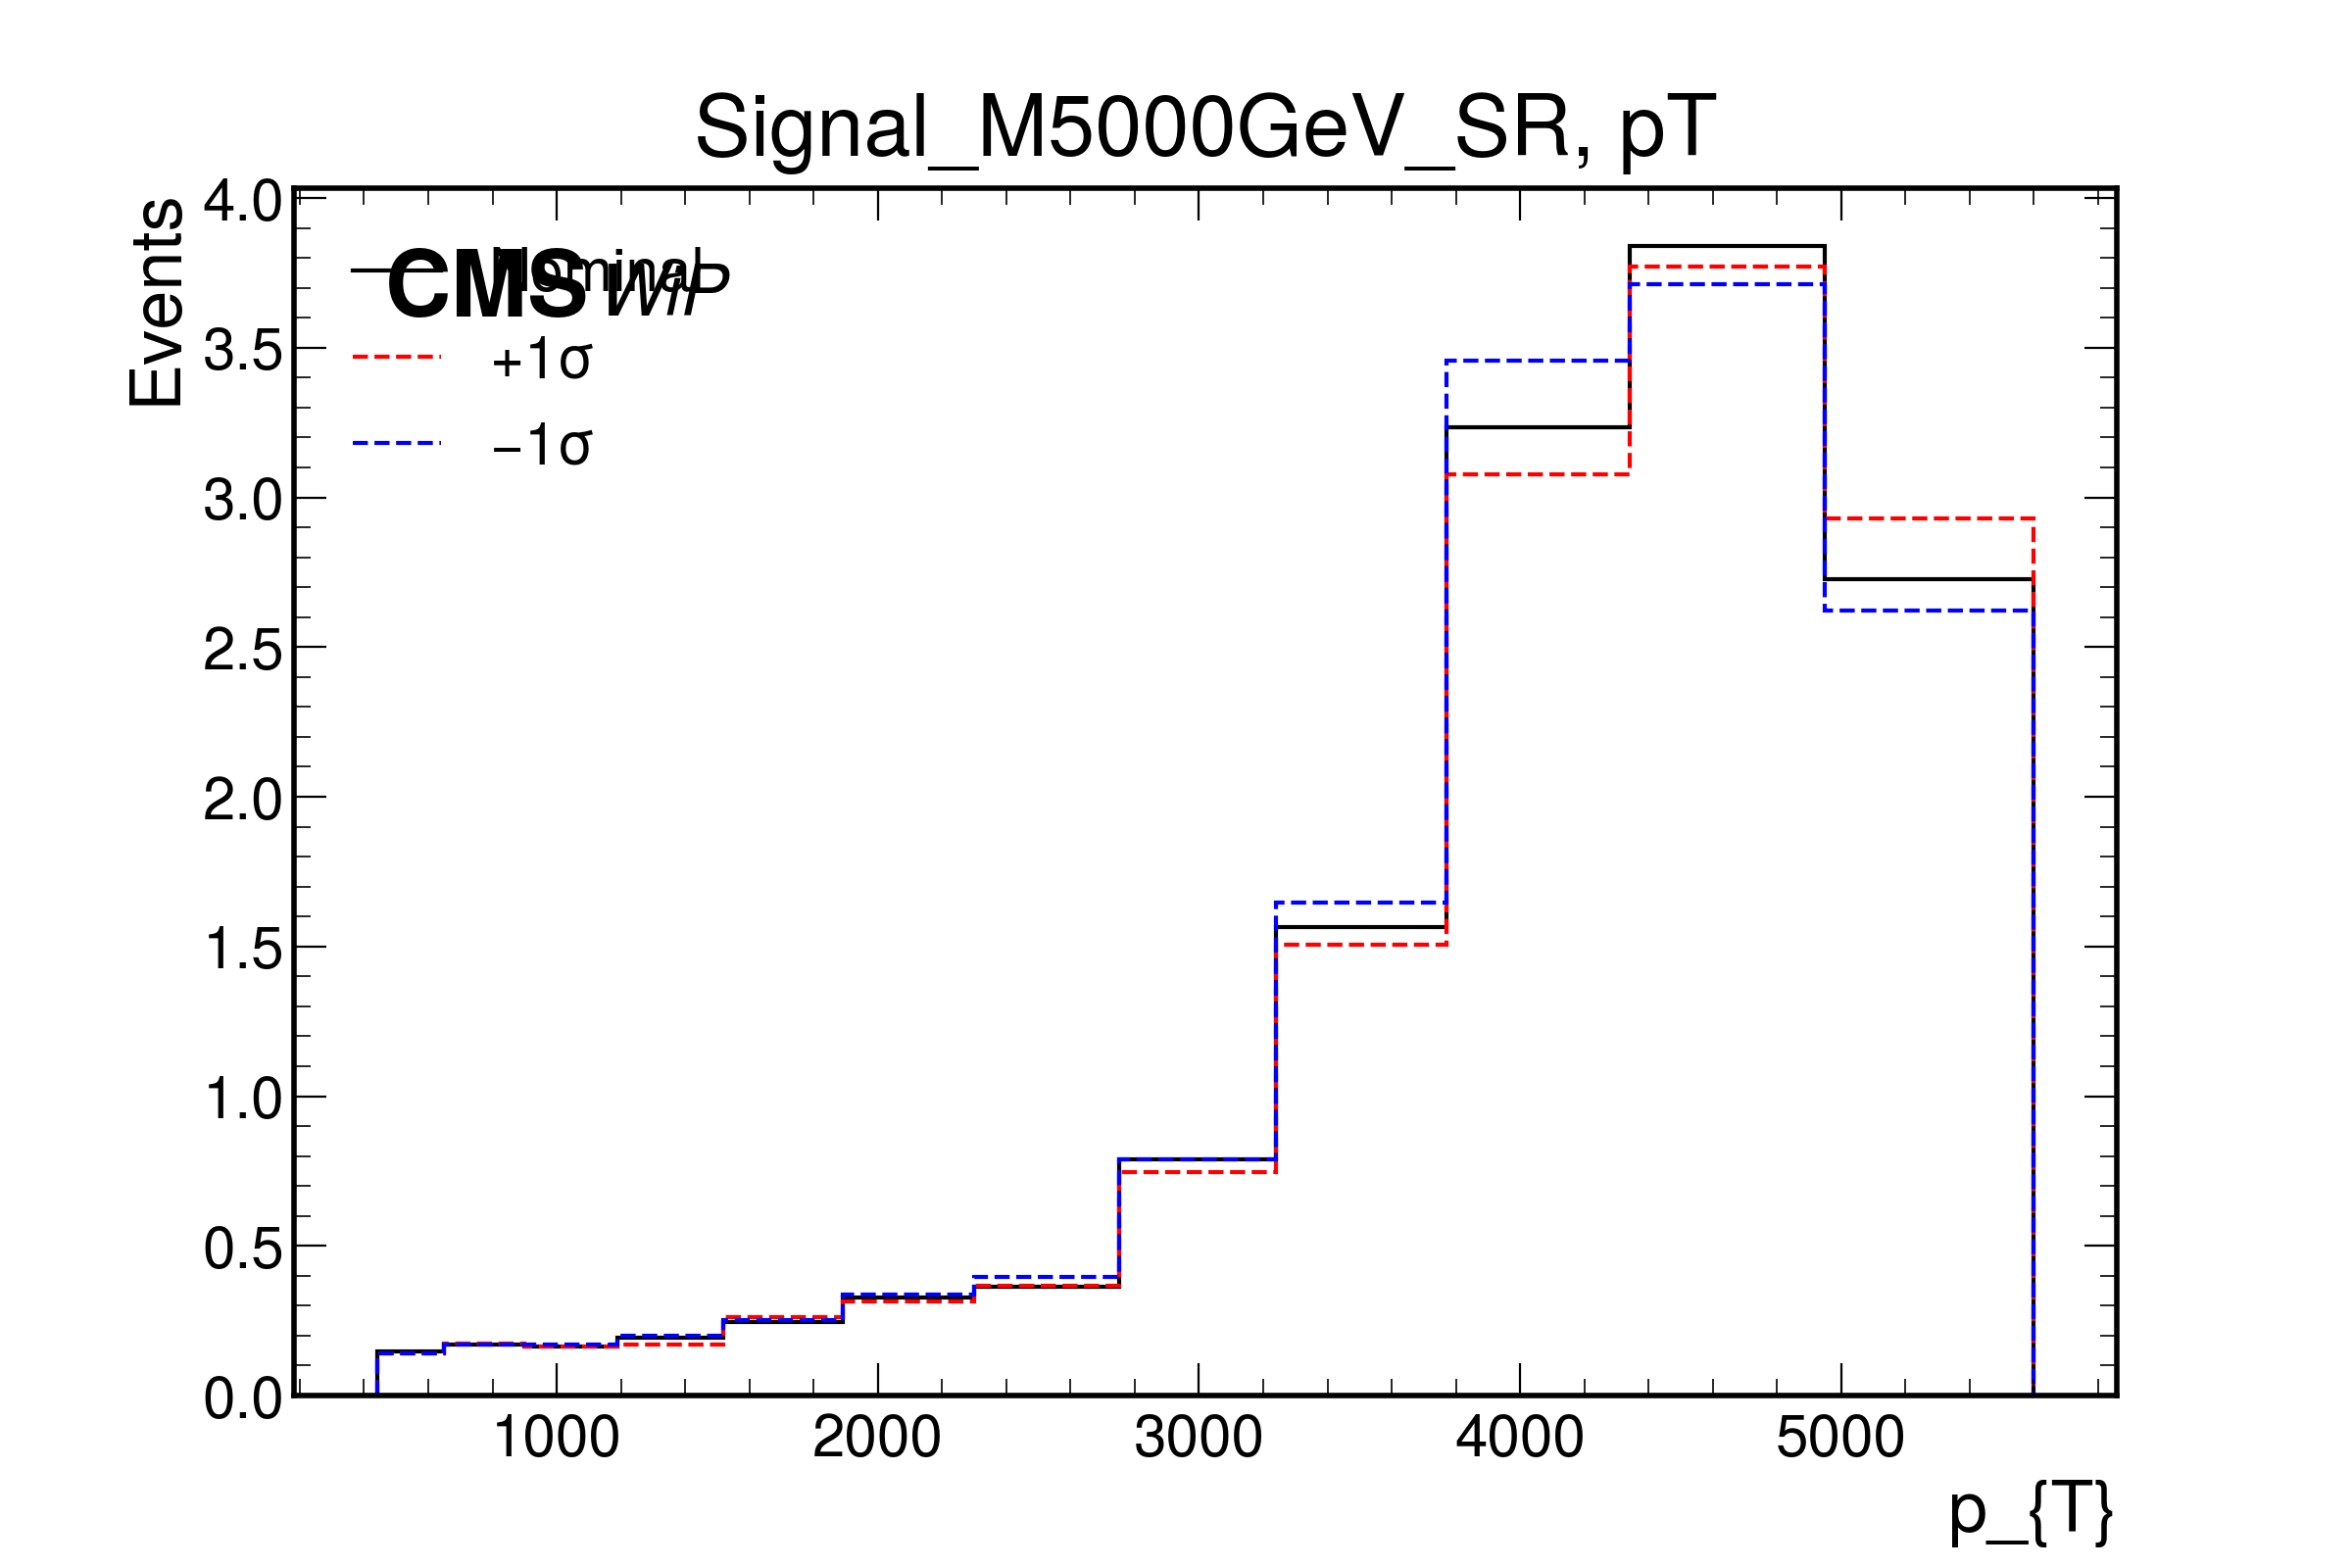 Signal_M5000GeV_SR, pT
Events
4.0
3.5
3.0
2.5
2.0
1.5
1.0
0.5
0.0
CMS WiP
Nominal
+1σ
−1σ
1000 2000 3000 4000 5000
p_{T}